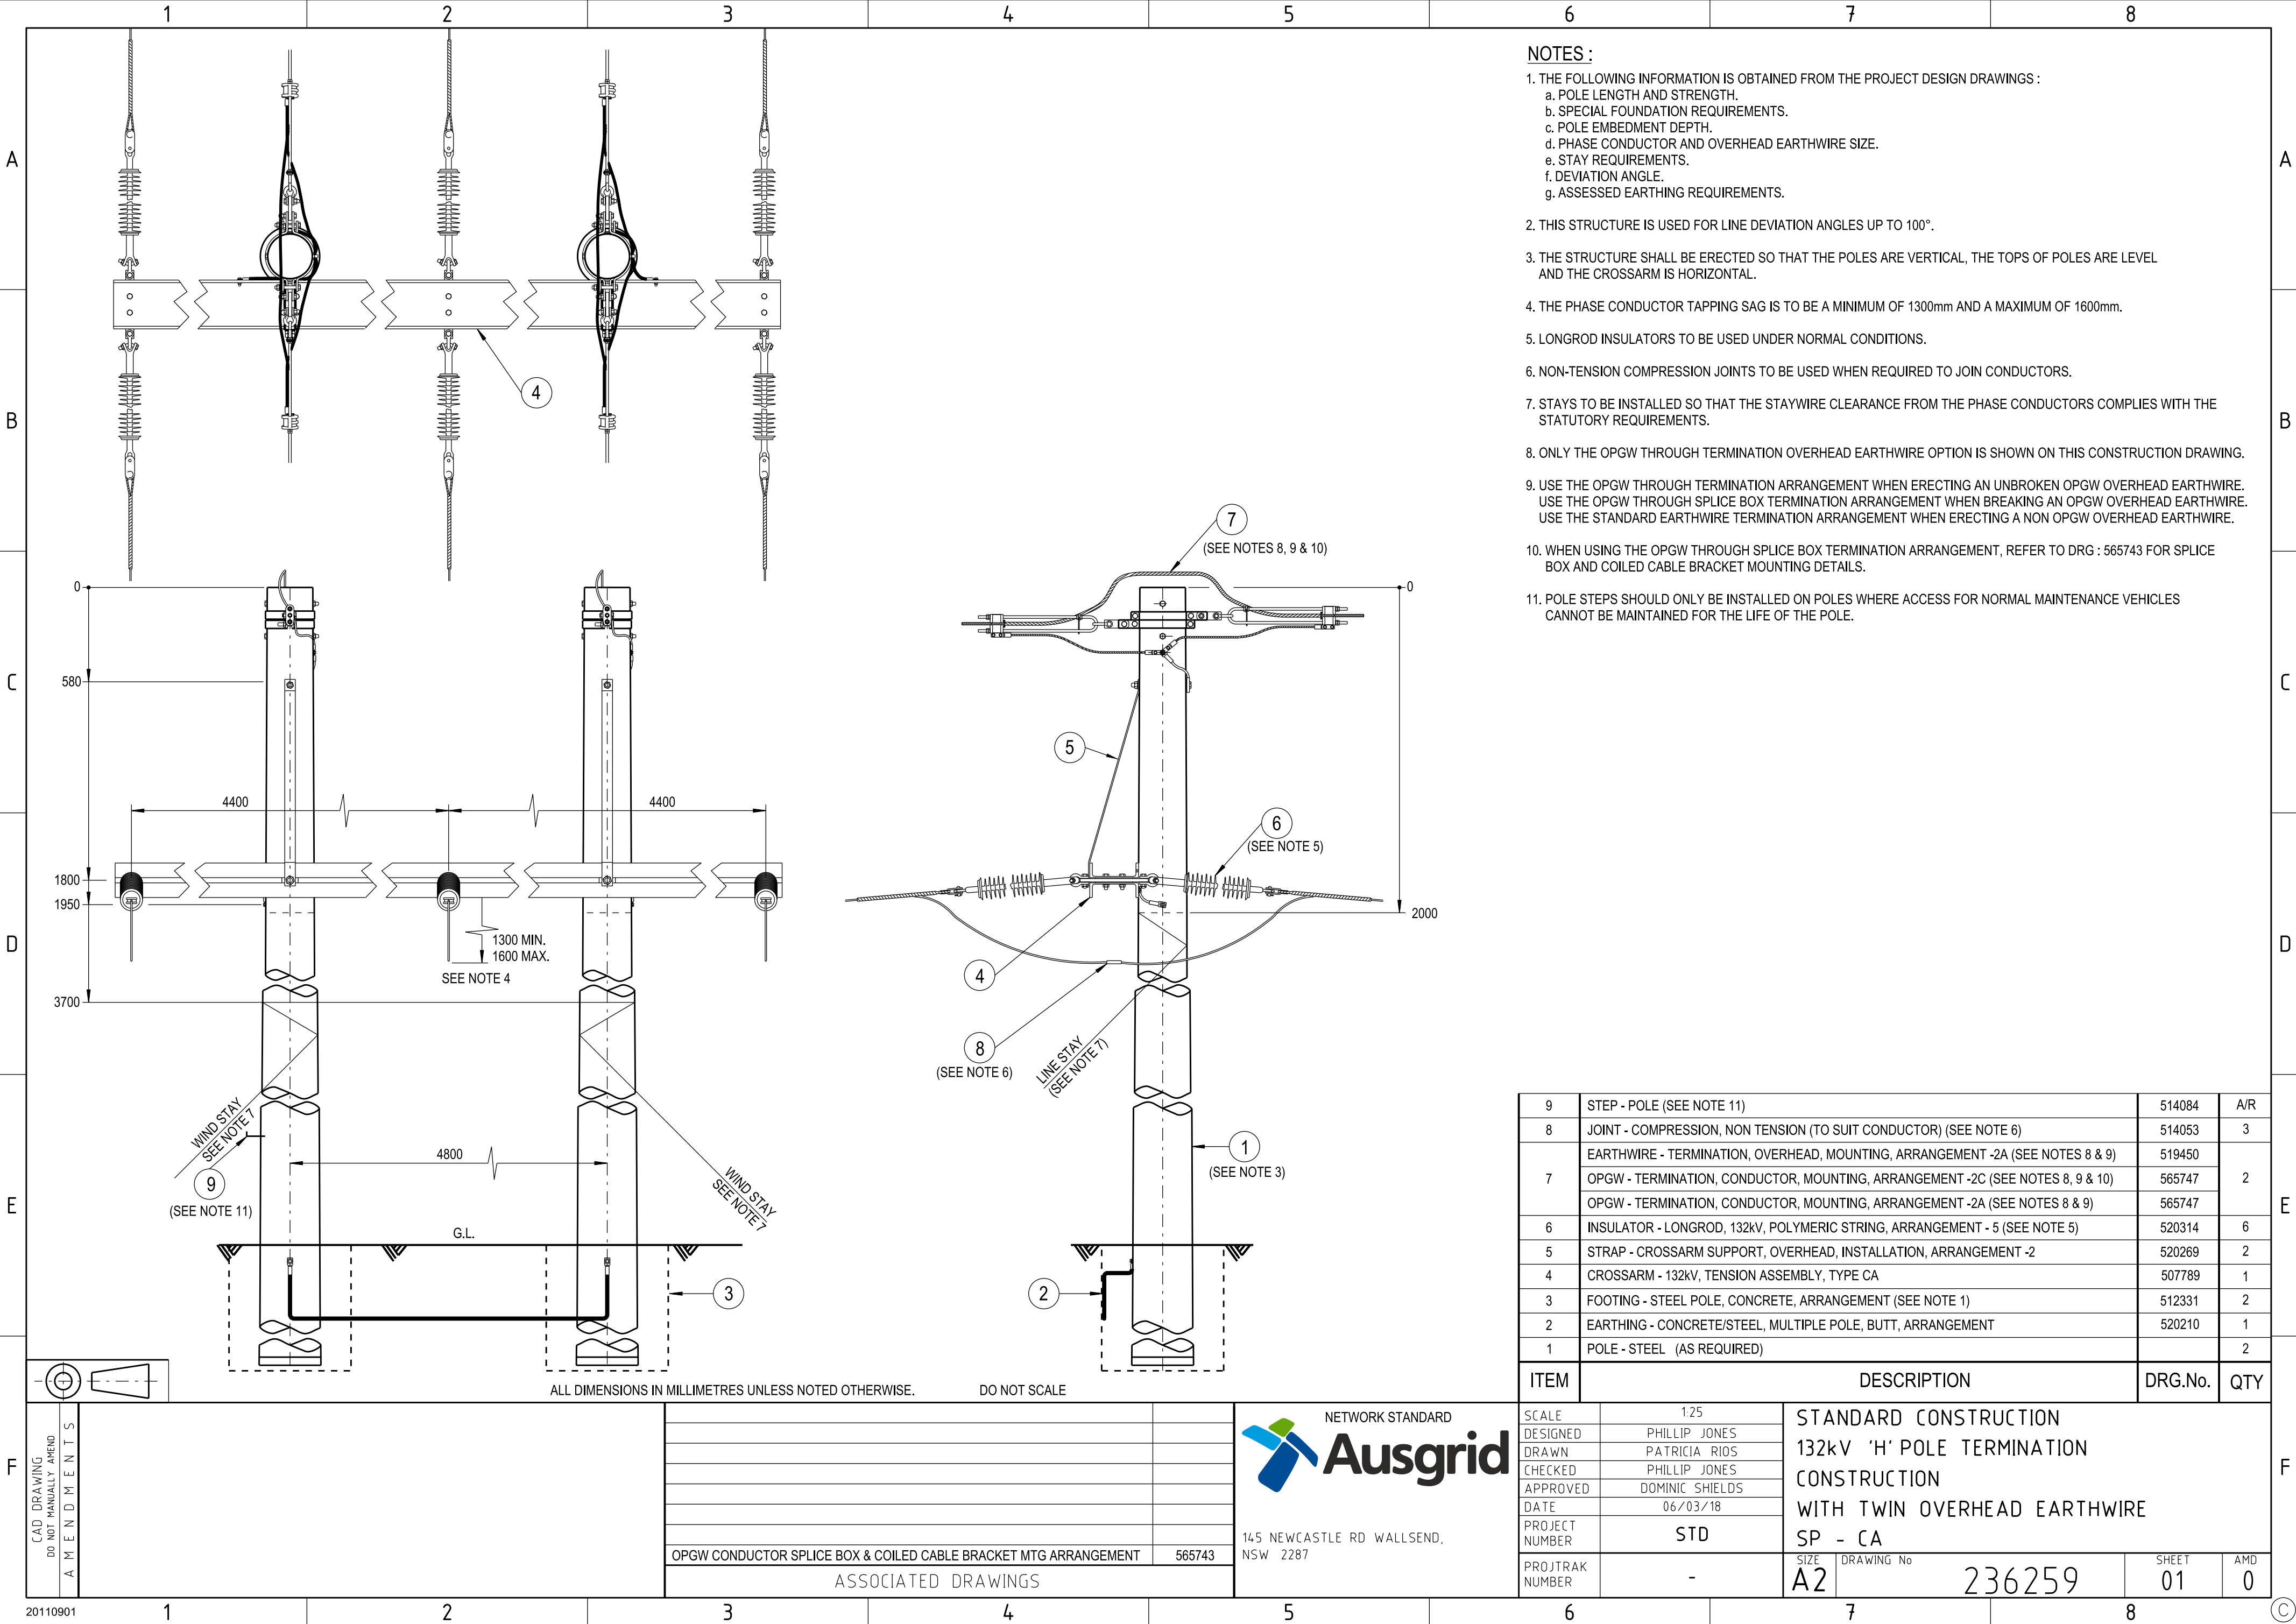 1 2 3 4 5 6 7 8
A
B
C
D
E
F
A
B
C
D
E
F
4
0
580
1800
1950
3700
4400
4400
1300 MIN.
1600 MAX.
SEE NOTE 4
WIND STAY
SEE NOTE 7
9
(SEE NOTE 11)
4800
WIND STAY
SEE NOTE 7
G.L.
3
7
(SEE NOTES 8, 9 & 10)
0
5
6
(SEE NOTE 5)
2000
4
8
(SEE NOTE 6)
LINE STAY
(SEE NOTE 7)
1
(SEE NOTE 3)
2
ALL DIMENSIONS IN MILLIMETRES UNLESS NOTED OTHERWISE. DO NOT SCALE
NOTES :
1. THE FOLLOWING INFORMATION IS OBTAINED FROM THE PROJECT DESIGN DRAWINGS :
a. POLE LENGTH AND STRENGTH.
b. SPECIAL FOUNDATION REQUIREMENTS.
c. POLE EMBEDMENT DEPTH.
d. PHASE CONDUCTOR AND OVERHEAD EARTHWIRE SIZE.
e. STAY REQUIREMENTS.
f. DEVIATION ANGLE.
g. ASSESSED EARTHING REQUIREMENTS.
2. THIS STRUCTURE IS USED FOR LINE DEVIATION ANGLES UP TO 100°.
3. THE STRUCTURE SHALL BE ERECTED SO THAT THE POLES ARE VERTICAL, THE TOPS OF POLES ARE LEVEL
AND THE CROSSARM IS HORIZONTAL.
4. THE PHASE CONDUCTOR TAPPING SAG IS TO BE A MINIMUM OF 1300mm AND A MAXIMUM OF 1600mm.
5. LONGROD INSULATORS TO BE USED UNDER NORMAL CONDITIONS.
6. NON-TENSION COMPRESSION JOINTS TO BE USED WHEN REQUIRED TO JOIN CONDUCTORS.
7. STAYS TO BE INSTALLED SO THAT THE STAYWIRE CLEARANCE FROM THE PHASE CONDUCTORS COMPLIES WITH THE
STATUTORY REQUIREMENTS.
8. ONLY THE OPGW THROUGH TERMINATION OVERHEAD EARTHWIRE OPTION IS SHOWN ON THIS CONSTRUCTION DRAWING.
9. USE THE OPGW THROUGH TERMINATION ARRANGEMENT WHEN ERECTING AN UNBROKEN OPGW OVERHEAD EARTHWIRE.
USE THE OPGW THROUGH SPLICE BOX TERMINATION ARRANGEMENT WHEN BREAKING AN OPGW OVERHEAD EARTHWIRE.
USE THE STANDARD EARTHWIRE TERMINATION ARRANGEMENT WHEN ERECTING A NON OPGW OVERHEAD EARTHWIRE.
10. WHEN USING THE OPGW THROUGH SPLICE BOX TERMINATION ARRANGEMENT, REFER TO DRG : 565743 FOR SPLICE
BOX AND COILED CABLE BRACKET MOUNTING DETAILS.
11. POLE STEPS SHOULD ONLY BE INSTALLED ON POLES WHERE ACCESS FOR NORMAL MAINTENANCE VEHICLES
CANNOT BE MAINTAINED FOR THE LIFE OF THE POLE.
9 STEP - POLE (SEE NOTE 11) 514084 A/R
8 JOINT - COMPRESSION, NON TENSION (TO SUIT CONDUCTOR) (SEE NOTE 6) 514053 3
EARTHWIRE - TERMINATION, OVERHEAD, MOUNTING, ARRANGEMENT -2A (SEE NOTES 8 & 9) 519450
7 OPGW - TERMINATION, CONDUCTOR, MOUNTING, ARRANGEMENT -2C (SEE NOTES 8, 9 & 10) 565747 2
OPGW - TERMINATION, CONDUCTOR, MOUNTING, ARRANGEMENT -2A (SEE NOTES 8 & 9) 565747
6 INSULATOR - LONGROD, 132kV, POLYMERIC STRING, ARRANGEMENT - 5 (SEE NOTE 5) 520314 6
5 STRAP - CROSSARM SUPPORT, OVERHEAD, INSTALLATION, ARRANGEMENT -2 520269 2
4 CROSSARM - 132kV, TENSION ASSEMBLY, TYPE CA 507789 1
3 FOOTING - STEEL POLE, CONCRETE, ARRANGEMENT (SEE NOTE 1) 512331 2
2 EARTHING - CONCRETE/STEEL, MULTIPLE POLE, BUTT, ARRANGEMENT 520210 1
1 POLE - STEEL (AS REQUIRED) 2
ITEM DESCRIPTION DRG.No. QTY
CAD DRAWING
DO NOT MANUALLY AMEND
AMENDMENTS
OPGW CONDUCTOR SPLICE BOX & COILED CABLE BRACKET MTG ARRANGEMENT 565743
ASSOCIATED DRAWINGS
NETWORK STANDARD
Ausgrid
145 NEWCASTLE RD WALLSEND,
NSW 2287
SCALE 1:25
DESIGNED PHILLIP JONES
DRAWN PATRICIA RIOS
CHECKED PHILLIP JONES
APPROVED DOMINIC SHIELDS
DATE 06/03/18
PROJECT
NUMBER STD
PROJTRAK
NUMBER -
STANDARD CONSTRUCTION
132kV 'H' POLE TERMINATION
CONSTRUCTION
WITH TWIN OVERHEAD EARTHWIRE
SP - CA
SIZE A2
DRAWING No 236259
SHEET 01
AMD 0
20110901
1 2 3 4 5 6 7 8
©